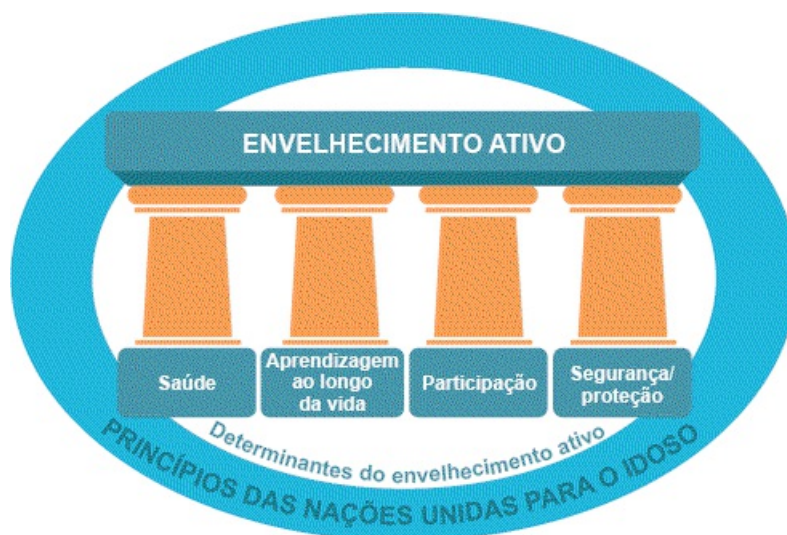 ENVELHECIMENTO ATIVO
Saúde
Aprendizagem
ao longo
da vida
Participação
Segurança/
proteção
Determinantes do envelhecimento ativo
PRINCÍPIOS DAS NAÇÕES UNIDAS PARA O IDOSO